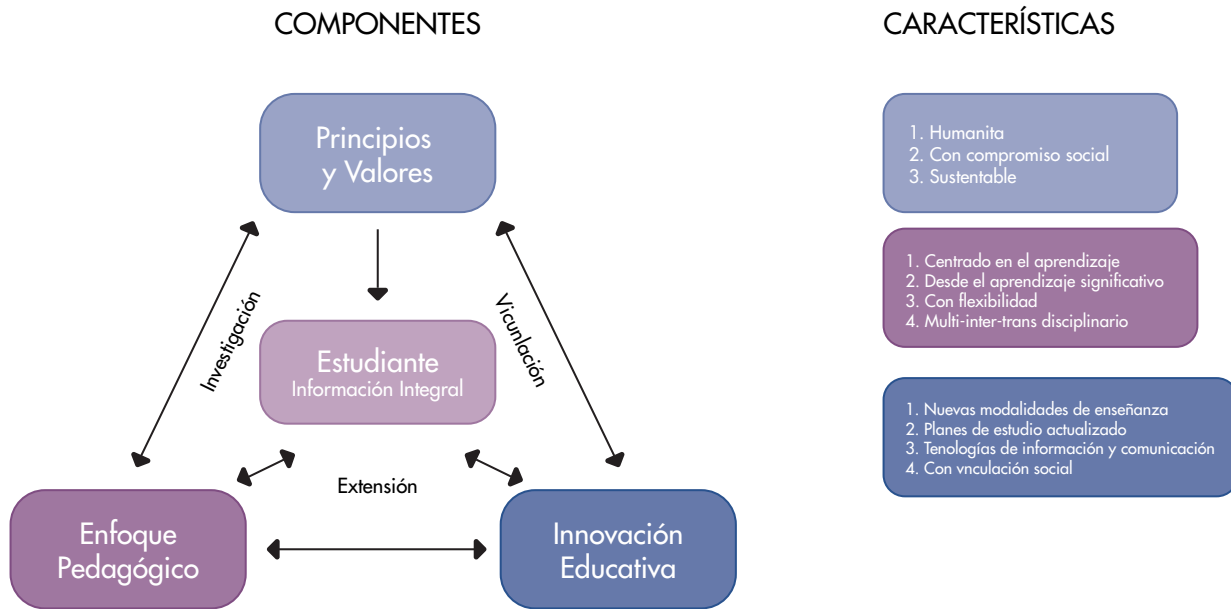 COMPONENTES
Principios
y Valores
Investigación
Vicunlación
Estudiante
Información Integral
Extensión
Enfoque
Pedagógico
Innovación
Educativa
CARACTERÍSTICAS
1. Humanita
2. Con compromiso social
3. Sustentable
1. Centrado en el aprendizaje
2. Desde el aprendizaje significativo
3. Con flexibilidad
4. Multi-inter-trans disciplinario
1. Nuevas modalidades de enseñanza
2. Planes de estudio actualizado
3. Tenologías de información y comunicación
4. Con vnculación social